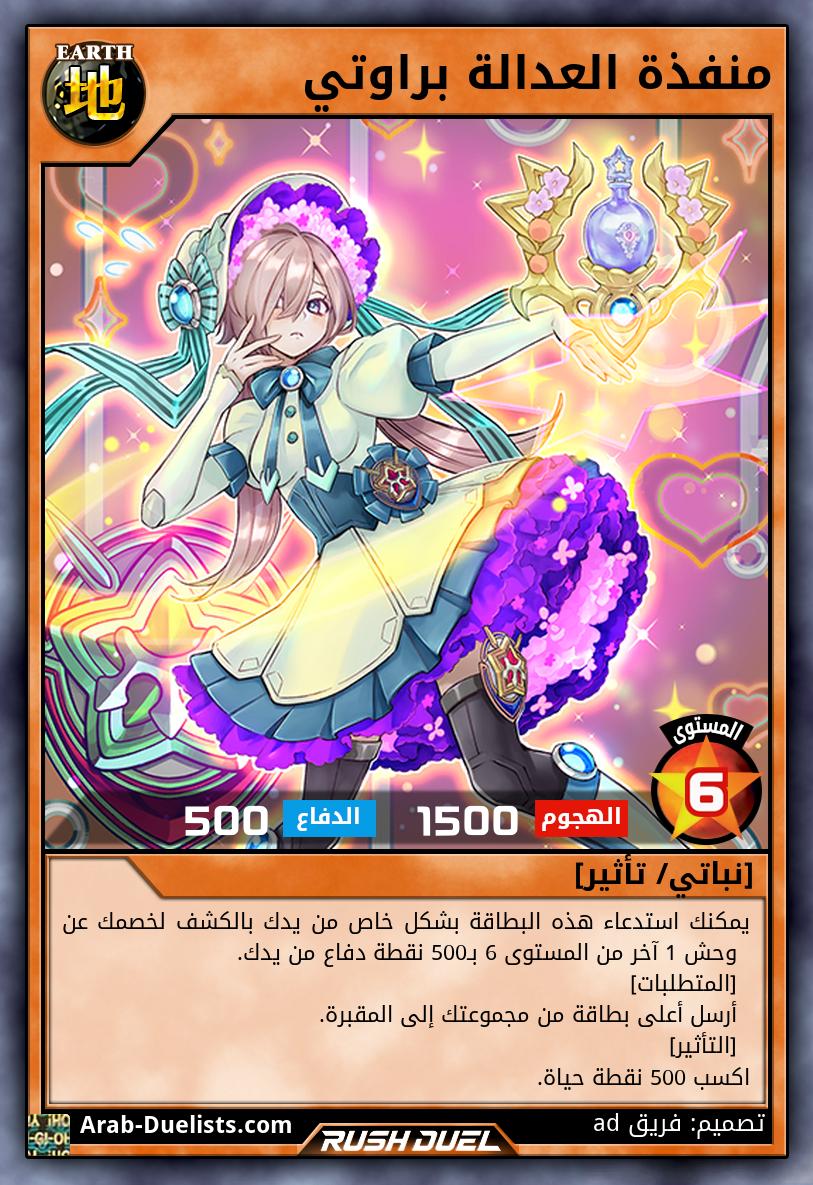 منفذة العدالة براوتي
EARTH
地
المستوى
6
الهجوم 1500 الدفاع 500
[نباتي/ تأثير]
يمكنك استدعاء هذه البطاقة بشكل خاص من يدك بالكشف لخصمك عن
وحش 1 آخر من المستوى 6 بـ500 نقطة دفاع من يدك.
[المتطلبات]
أرسل أعلى بطاقة من مجموعتك إلى المقبرة.
[التأثير]
اكسب 500 نقطة حياة.
تصميم: فريق ad
RUSH DUEL
Arab-Duelists.com